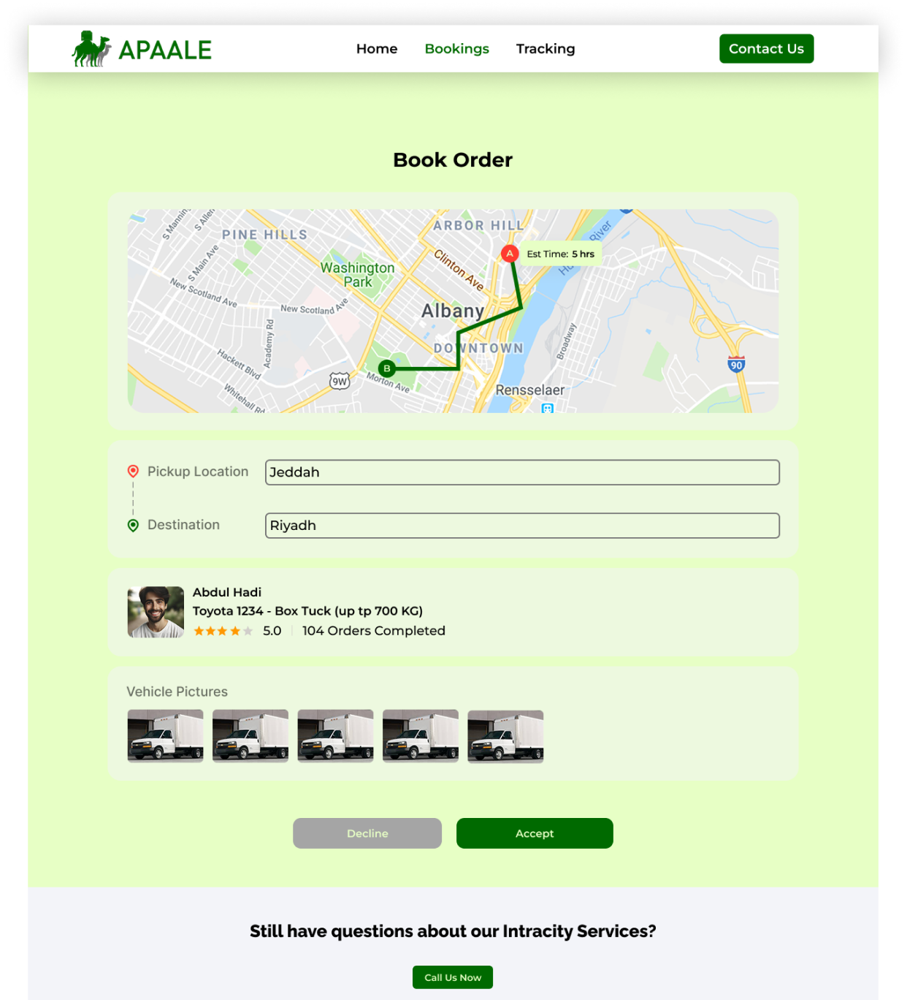 APAALE
Home
Bookings
Tracking
Contact Us
Book Order
S Manning
S Allen
PINE HILLS
ARBOR HILL
River
A
Est Time: 5 hrs
Clinton Ave
S Main Ave
Washington
Park
New Scotland Ave
New Scotland Ave
Albany
Academy Rd
DOWNTOWN
Broadway
Hackett Blvd
B
90
9W
Morton Ave
Whitehall Rd
Rensselaer
Pickup Location
Jeddah
Destination
Riyadh
Abdul Hadi
Toyota 1234 - Box Tuck (up tp 700 KG)
5.0
104 Orders Completed
Vehicle Pictures
Decline
Accept
Still have questions about our Intracity Services?
Call Us Now